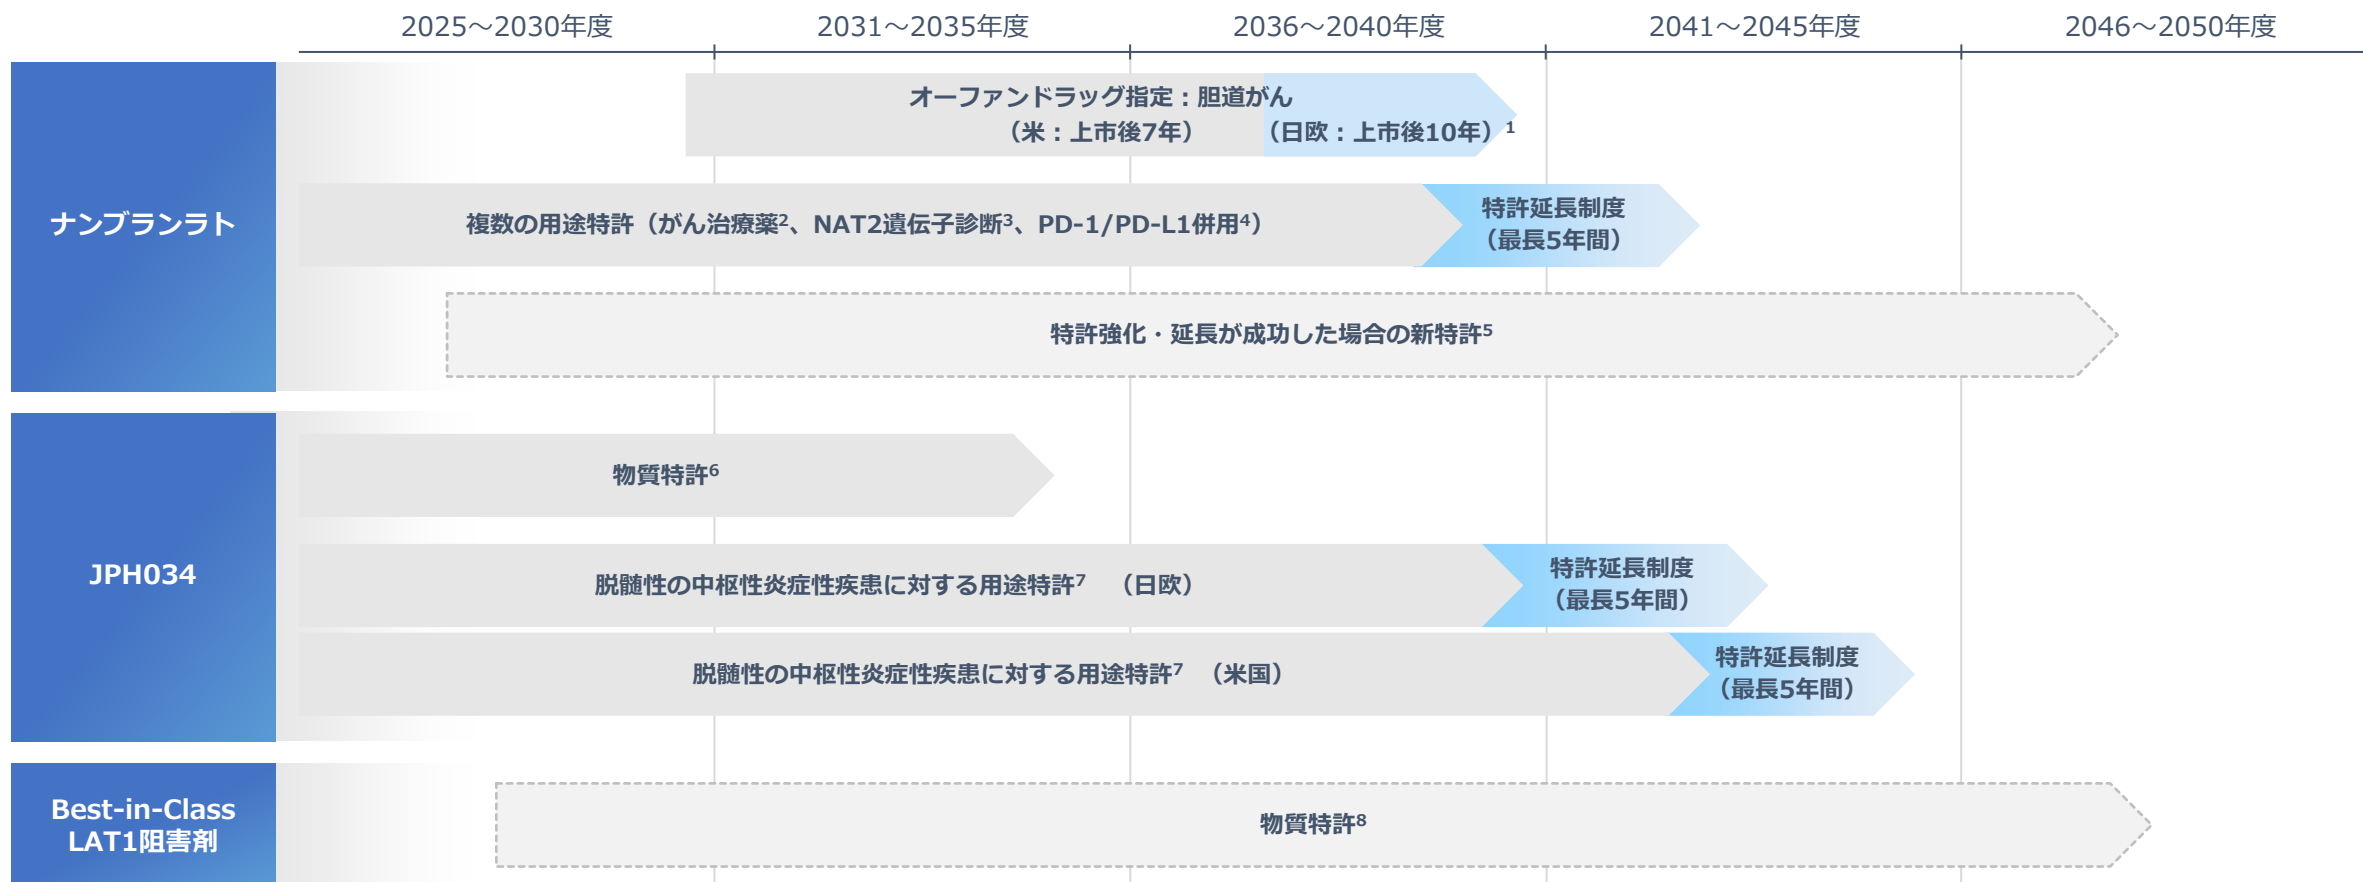 2025～2030年度
2031～2035年度
2036～2040年度
2041～2045年度
2046～2050年度
ナンブランラト
オーファンドラッグ指定：胆道がん
（米：上市後7年）
（日欧：上市後10年）1
複数の用途特許（がん治療薬2、NAT2遺伝子診断3、PD-1/PD-L1併用4）
特許延長制度
（最長5年間）
特許強化・延長が成功した場合の新特許5
JPH034
物質特許6
脱髄性の中枢性炎症性疾患に対する用途特許7　（日欧）
特許延長制度
（最長5年間）
脱髄性の中枢性炎症性疾患に対する用途特許7　（米国）
特許延長制度
（最長5年間）
Best-in-Class
LAT1阻害剤
物質特許8